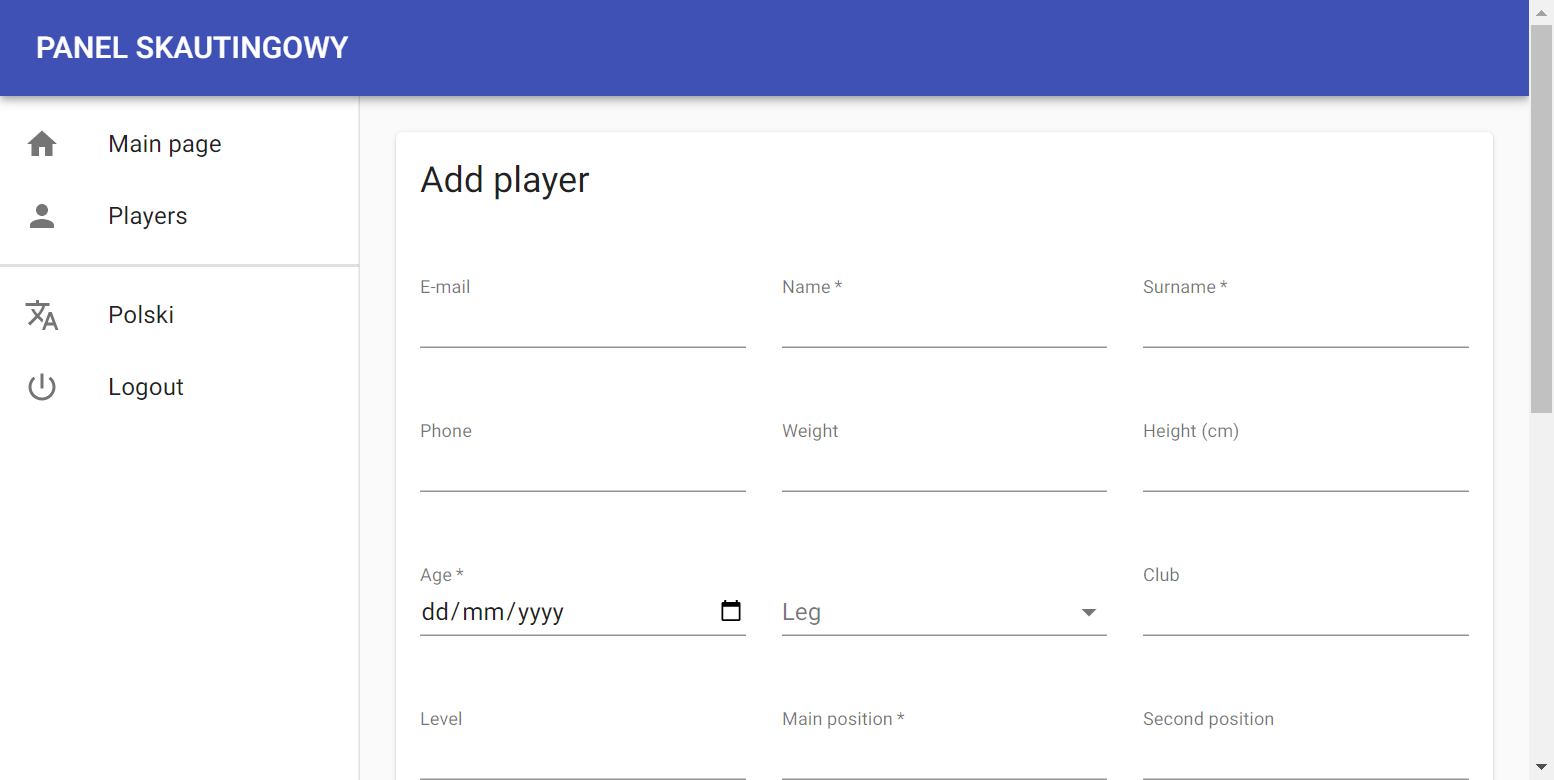 PANEL SKAUTINGOWY
Main page
Players
Polski
Logout
Add player
E-mail
Name *
Surname *
Phone
Weight
Height (cm)
Age *
dd/mm/yyyy
Leg
Club
Level
Main position *
Second position